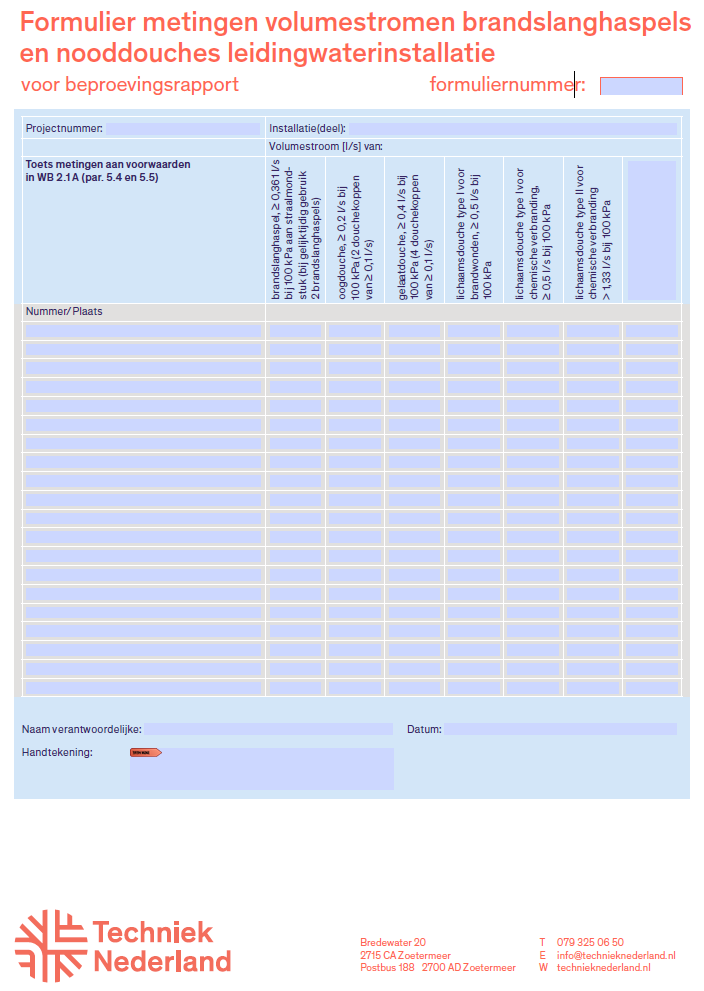 Formulier metingen volumestromen brandslanghaspels
en nooddouches leidingwaterinstallatie
voor beproevingsrapport
formuliernummer:
Projectnummer:
Installatie(deel):
Volumestroom [l/s] van:
Toets metingen aan voorwaarden
in WB 2.1A (par. 5.4 en 5.5)
brandslanghaspel, ≥ 0,361 l/s
bij 100 kPa aan straalmond-
stuk (bij gelijktijdig gebruik
2 brandslanghaspels)
oogdouche, ≥ 0,2 l/s bij
100 kPa (2 douchekoppen
van ≥ 0,1 l/s)
gelaatdouche, ≥ 0,4 l/s bij
100 kPa (4 douchekoppen
van ≥ 0,1 l/s)
lichaamsdouche type I voor
brandwonden, ≥ 0,5 l/s bij
100 kPa
lichaamsdouche type I voor
chemische verbranding,
≥ 0,5 l/s bij 100 kPa
lichaamsdouche type II voor
chemische verbranding
> 1,33 l/s bij 100 kPa
Nummer/Plaats
Naam verantwoordelijke:
Datum:
Handtekening:
Techniek
Nederland
Bredewater 20
2715 CA Zoetermeer
Postbus 188 2700 AD Zoetermeer
T 079 325 06 50
E info@technieknederland.nl
W technieknederland.nl